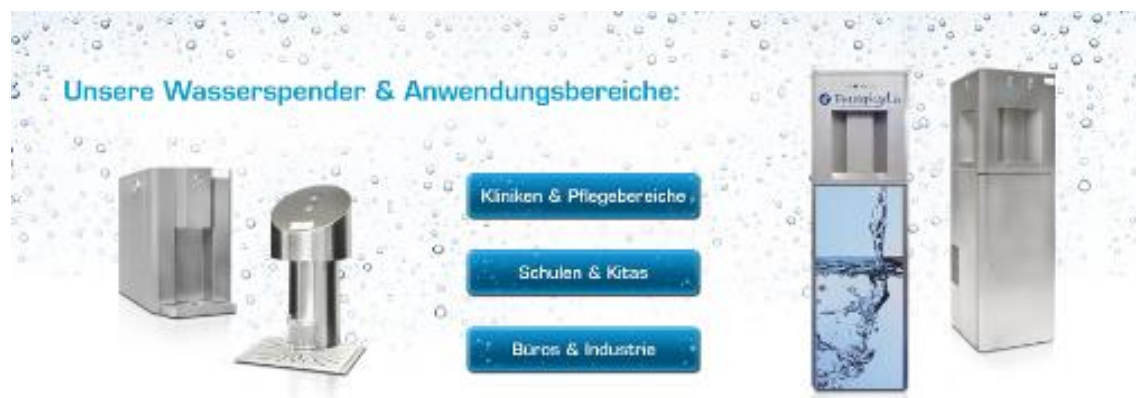 Unsere Wasserspender & Anwendungsbereiche:
Kliniken & Pflegebereiche
Schulen & Kitas
Büros & Industrie